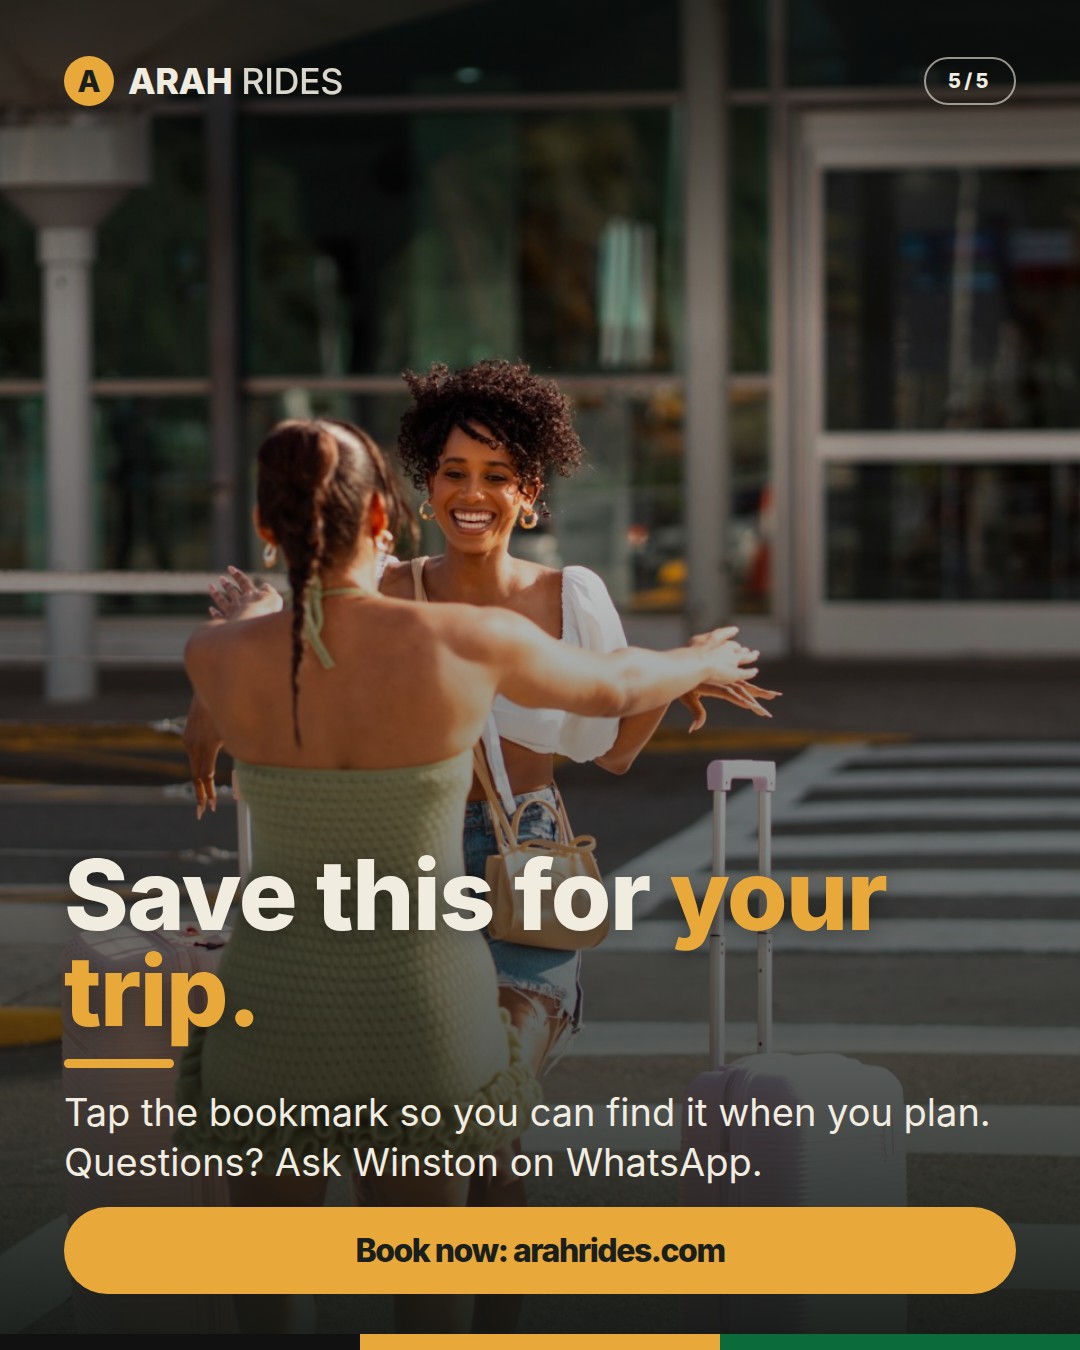 A ARAH RIDES
5/5
Save this for your
trip.
Tap the bookmark so you can find it when you plan.
Questions? Ask Winston on WhatsApp.
Book now: arahrides.com